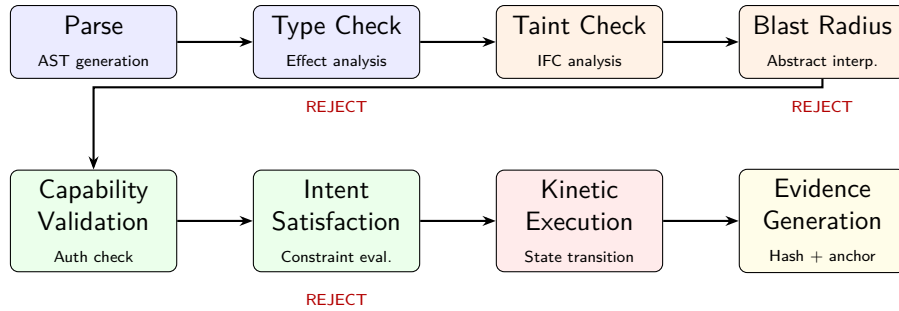 Parse
AST generation
Type Check
Effect analysis
Taint Check
IFC analysis
Blast Radius
Abstract interp.
REJECT
REJECT
Capability
Validation
Auth check
Intent
Satisfaction
Constraint eval.
Kinetic
Execution
State transition
Evidence
Generation
Hash + anchor
REJECT